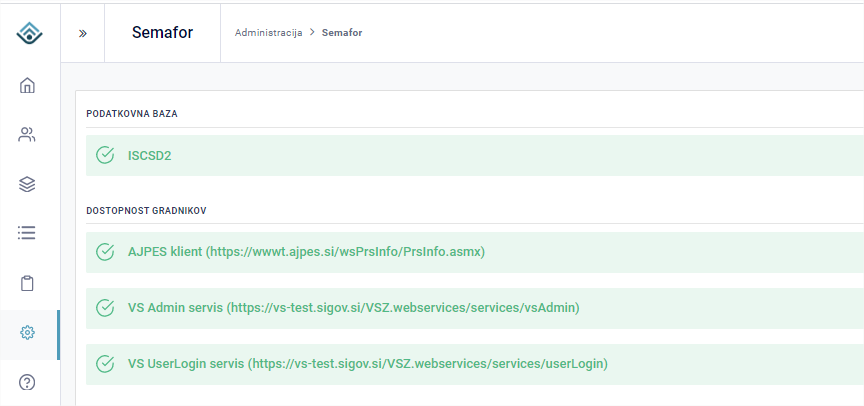 Semafor
Administracija > Semafor
PODATKOVNA BAZA
ISCSD2
DOSTOPNOST GRADNIKOV
AJPES klient (https://wwwt.ajpes.si/wsPrsInfo/PrsInfo.asmx)
VS Admin servis (https://vs-test.sigov.si/VSZ.webservices/services/vsAdmin)
VS UserLogin servis (https://vs-test.sigov.si/VSZ.webservices/services/userLogin)